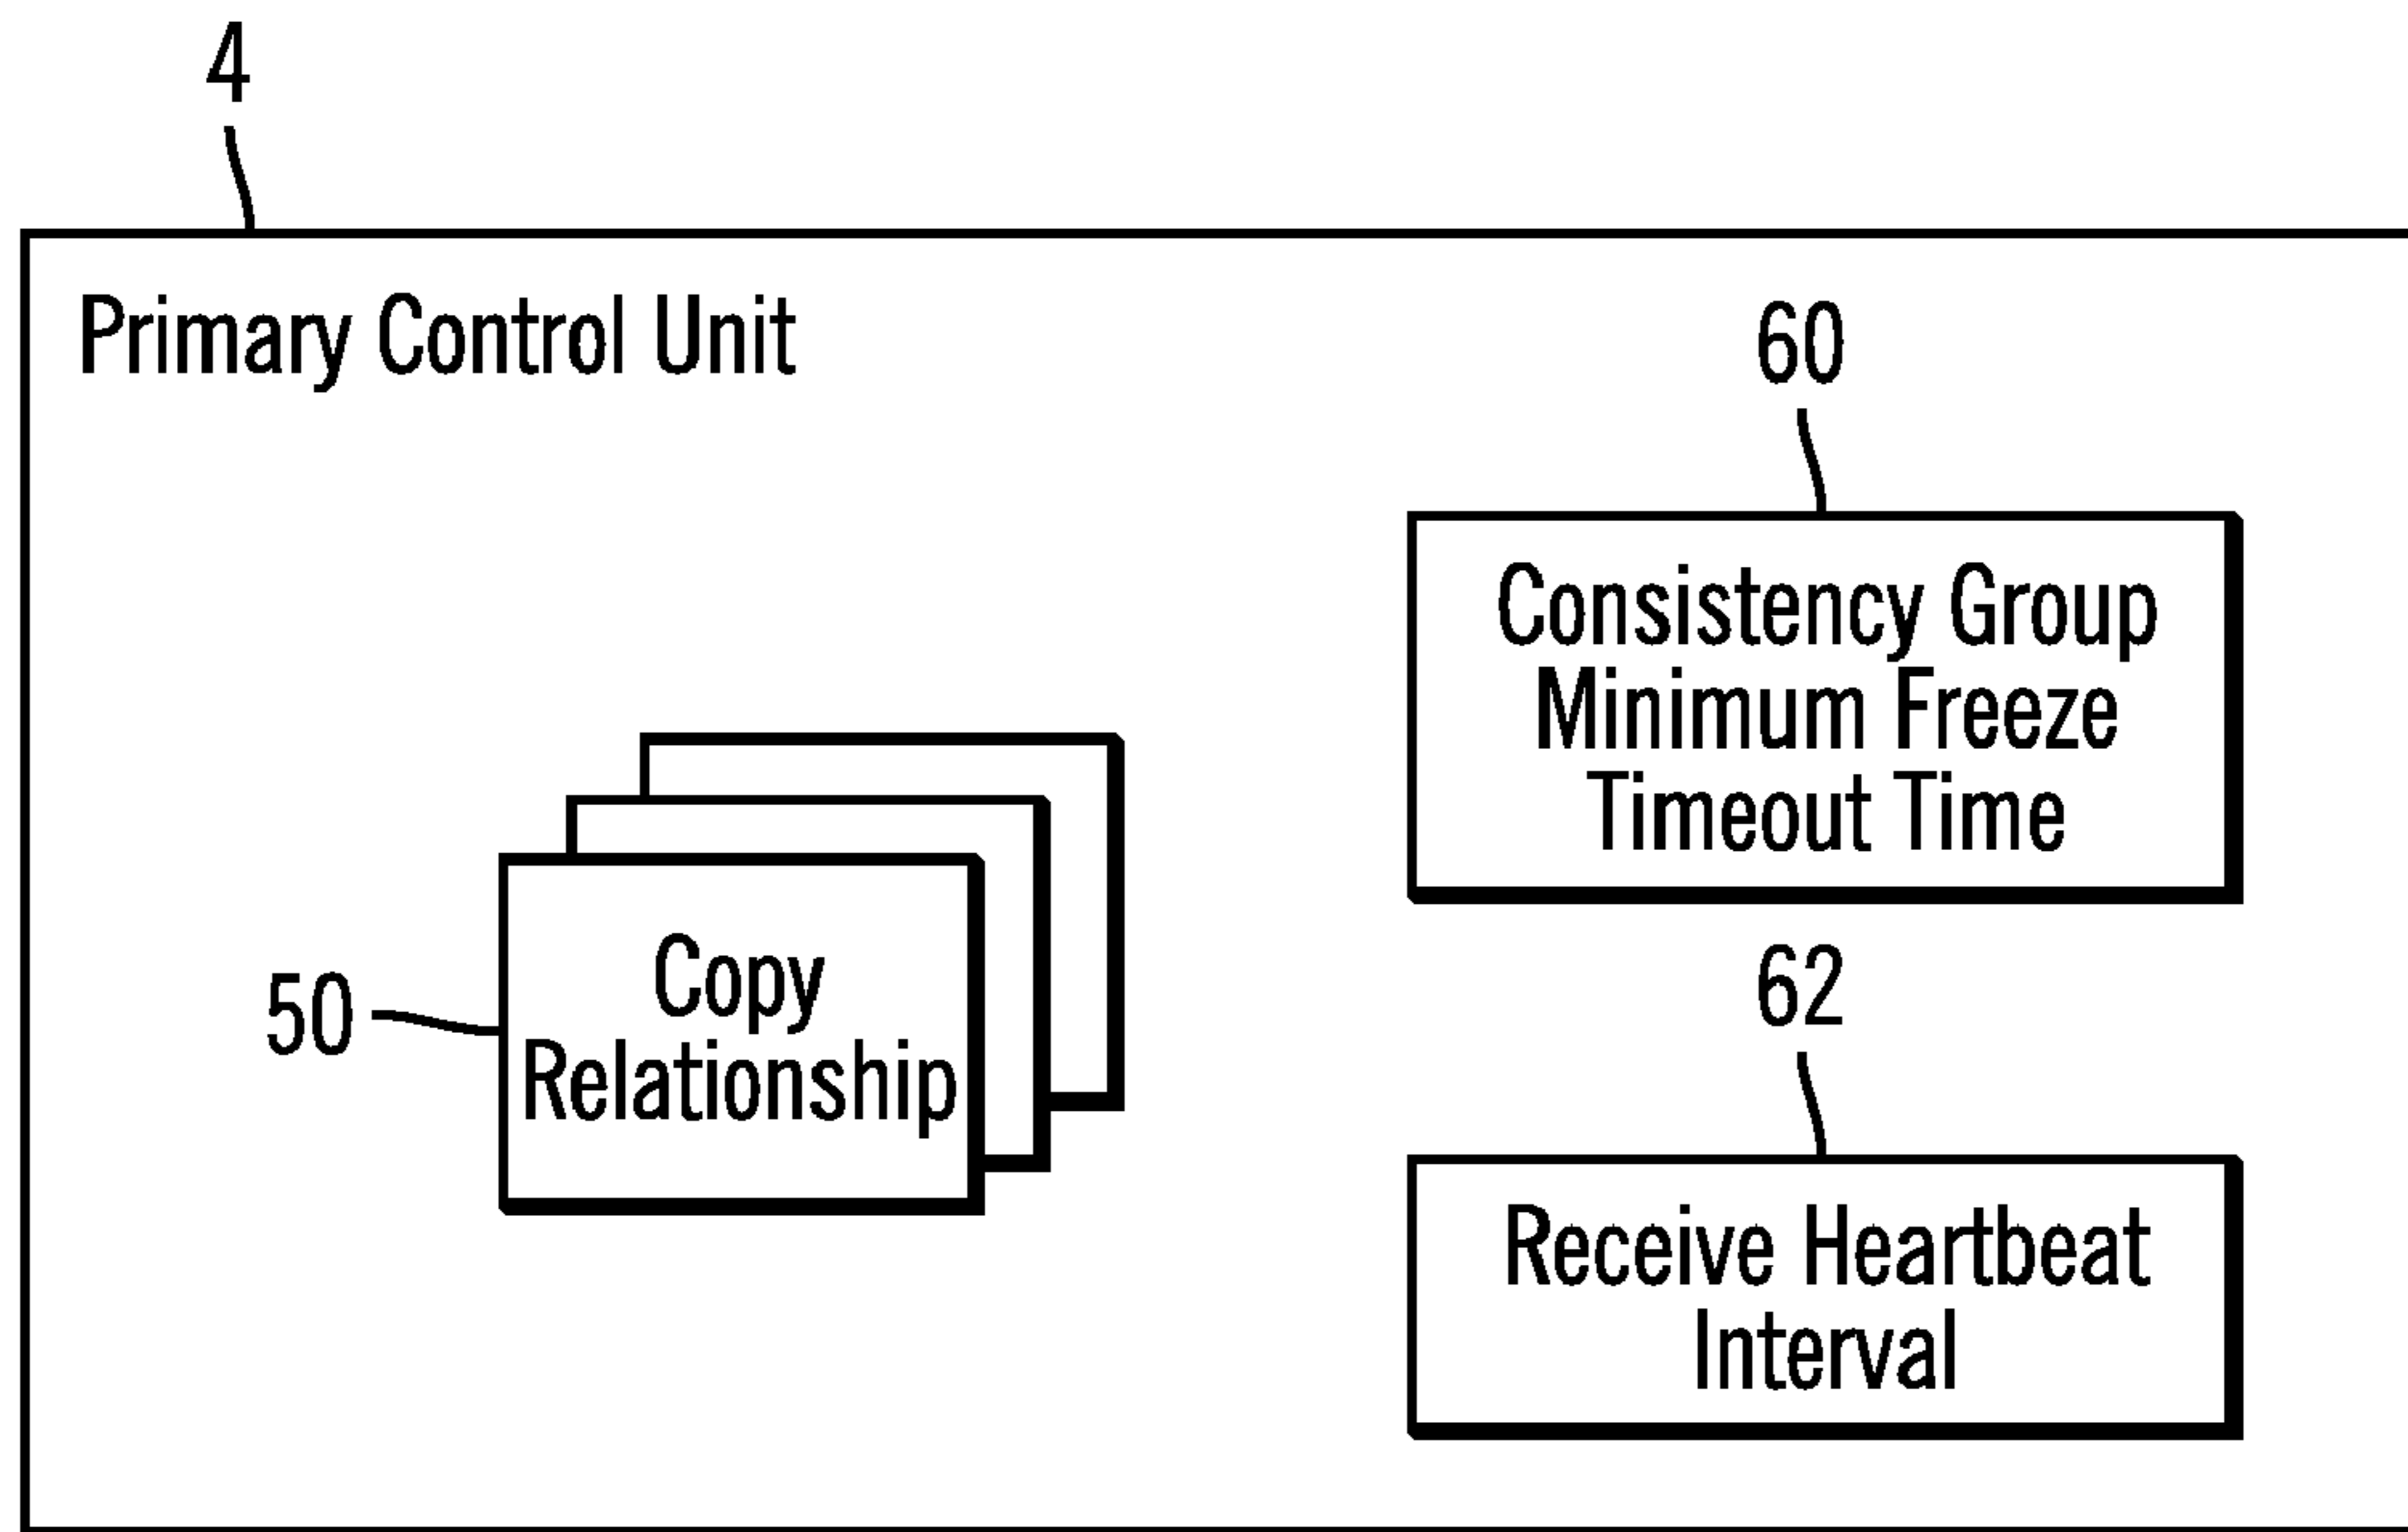 4
Primary Control Unit
60
Consistency Group
Minimum Freeze
Timeout Time
50
Copy
Relationship
62
Receive Heartbeat
Interval